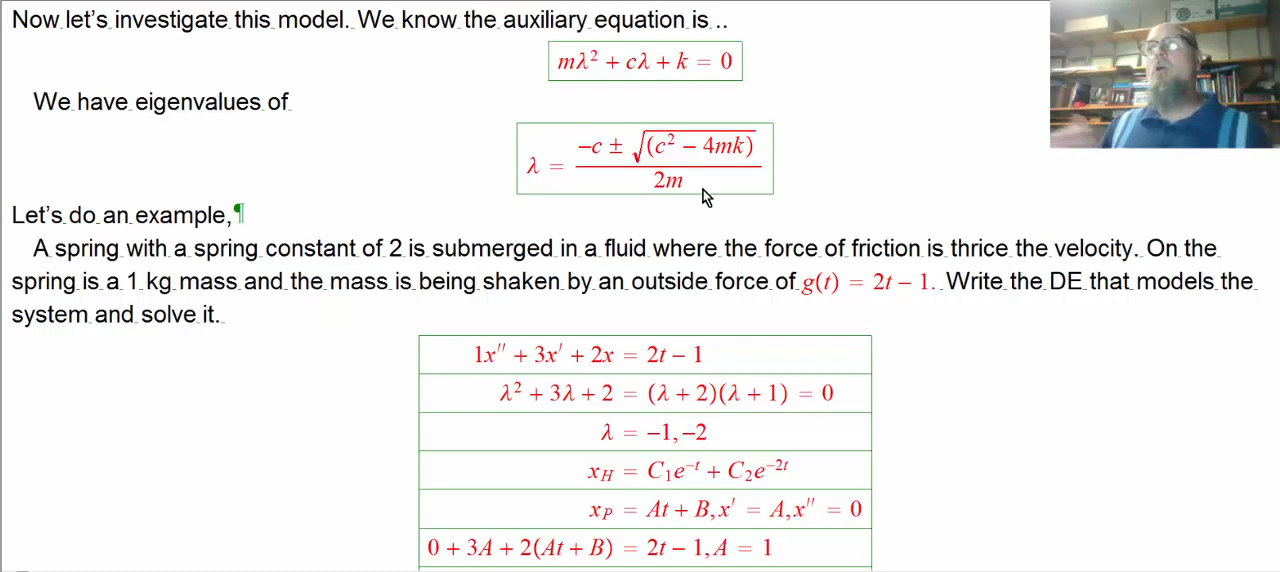 Now let's investigate this model. We know the auxiliary equation is ..
mλ² + cλ + k = 0
We have eigenvalues of
λ = (−c ± √(c² − 4mk)) / 2m
Let's do an example,¶
A spring with a spring constant of 2 is submerged in a fluid where the force of friction is thrice the velocity. On the
spring is a 1 kg mass and the mass is being shaken by an outside force of g(t) = 2t − 1. Write the DE that models the
system and solve it.
1x″ + 3x′ + 2x = 2t − 1
λ² + 3λ + 2 = (λ + 2)(λ + 1) = 0
λ = −1, −2
x_H = C₁e⁻ᵗ + C₂e⁻²ᵗ
x_P = At + B, x′ = A, x″ = 0
0 + 3A + 2(At + B) = 2t − 1, A = 1